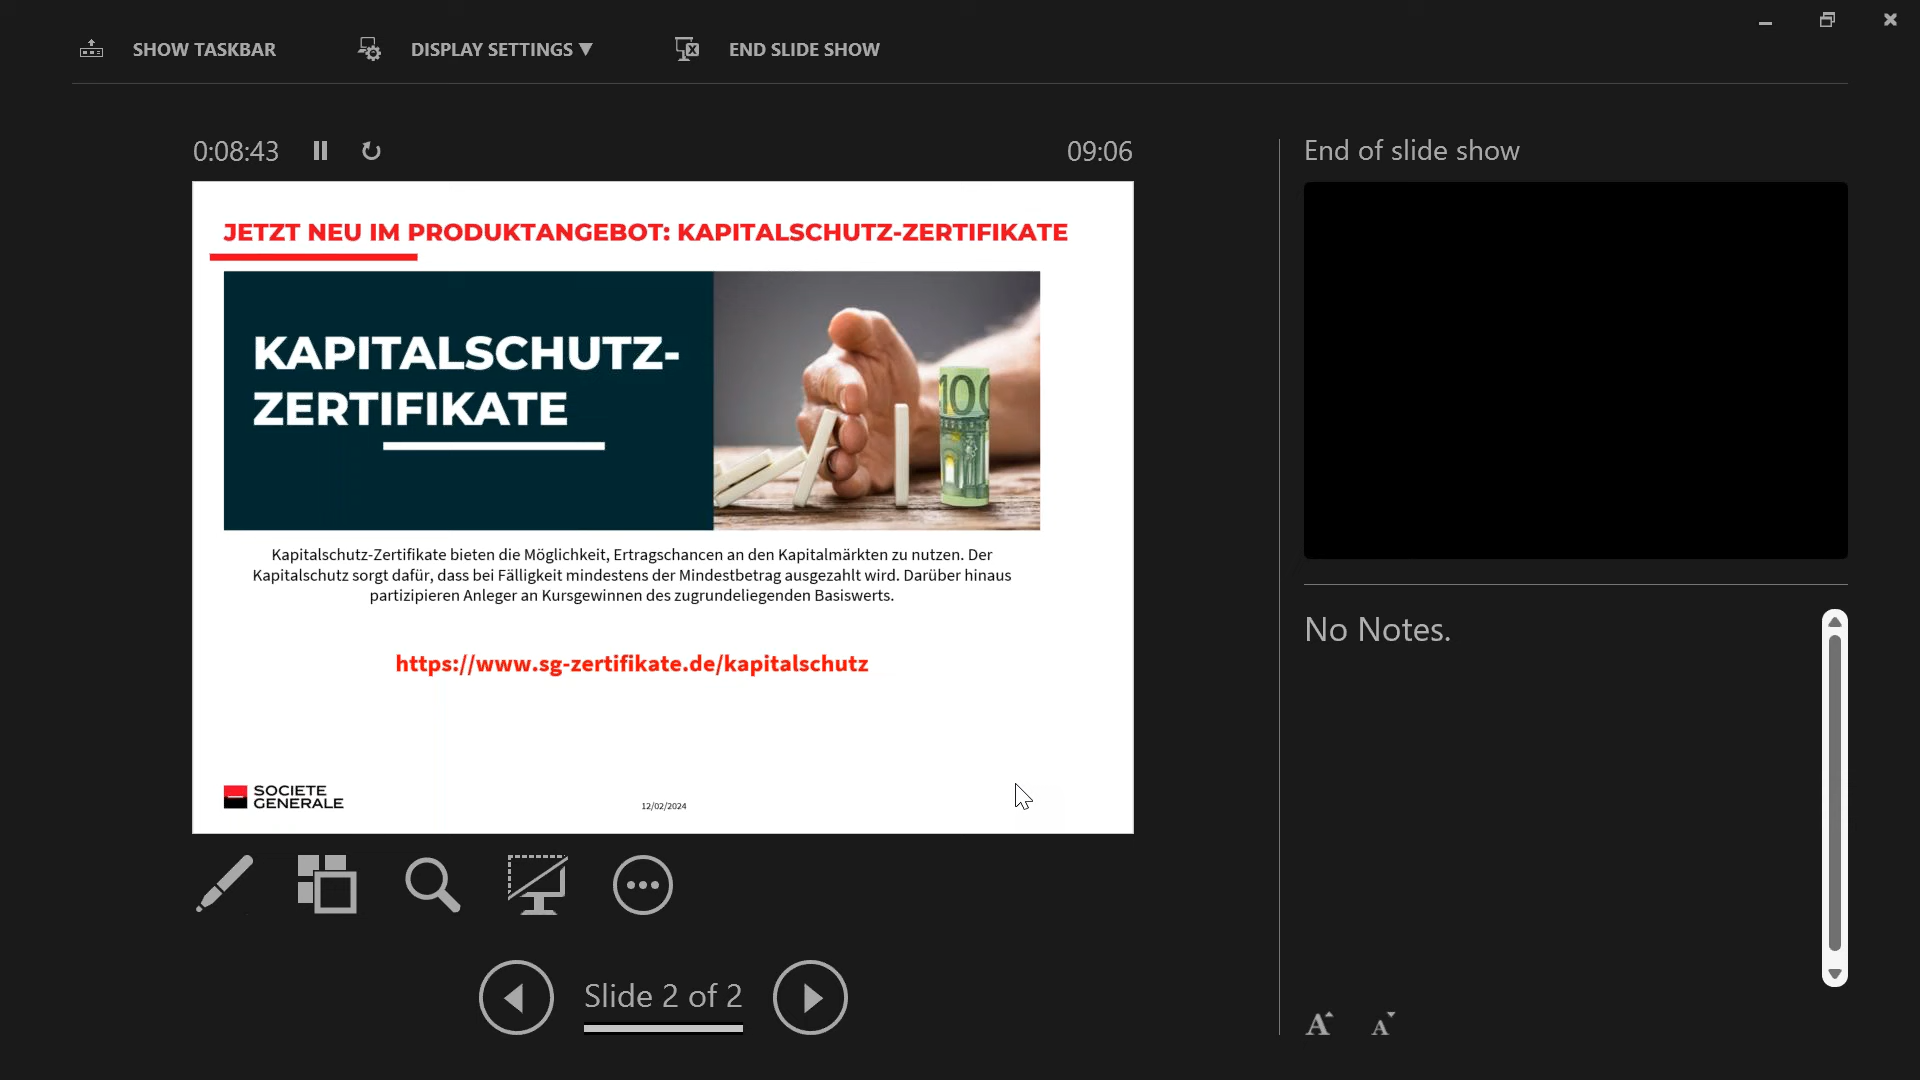 SHOW TASKBAR
DISPLAY SETTINGS ▼
END SLIDE SHOW
0:08:43
09:06
JETZT NEU IM PRODUKTANGEBOT: KAPITALSCHUTZ-ZERTIFIKATE
KAPITALSCHUTZ-
ZERTIFIKATE
100
Kapitalschutz-Zertifikate bieten die Möglichkeit, Ertragschancen an den Kapitalmärkten zu nutzen. Der
Kapitalschutz sorgt dafür, dass bei Fälligkeit mindestens der Mindestbetrag ausgezahlt wird. Darüber hinaus
partizipieren Anleger an Kursgewinnen des zugrundeliegenden Basiswerts.
https://www.sg-zertifikate.de/kapitalschutz
SOCIETE
GENERALE
12/02/2024
Slide 2 of 2
End of slide show
No Notes.
A A